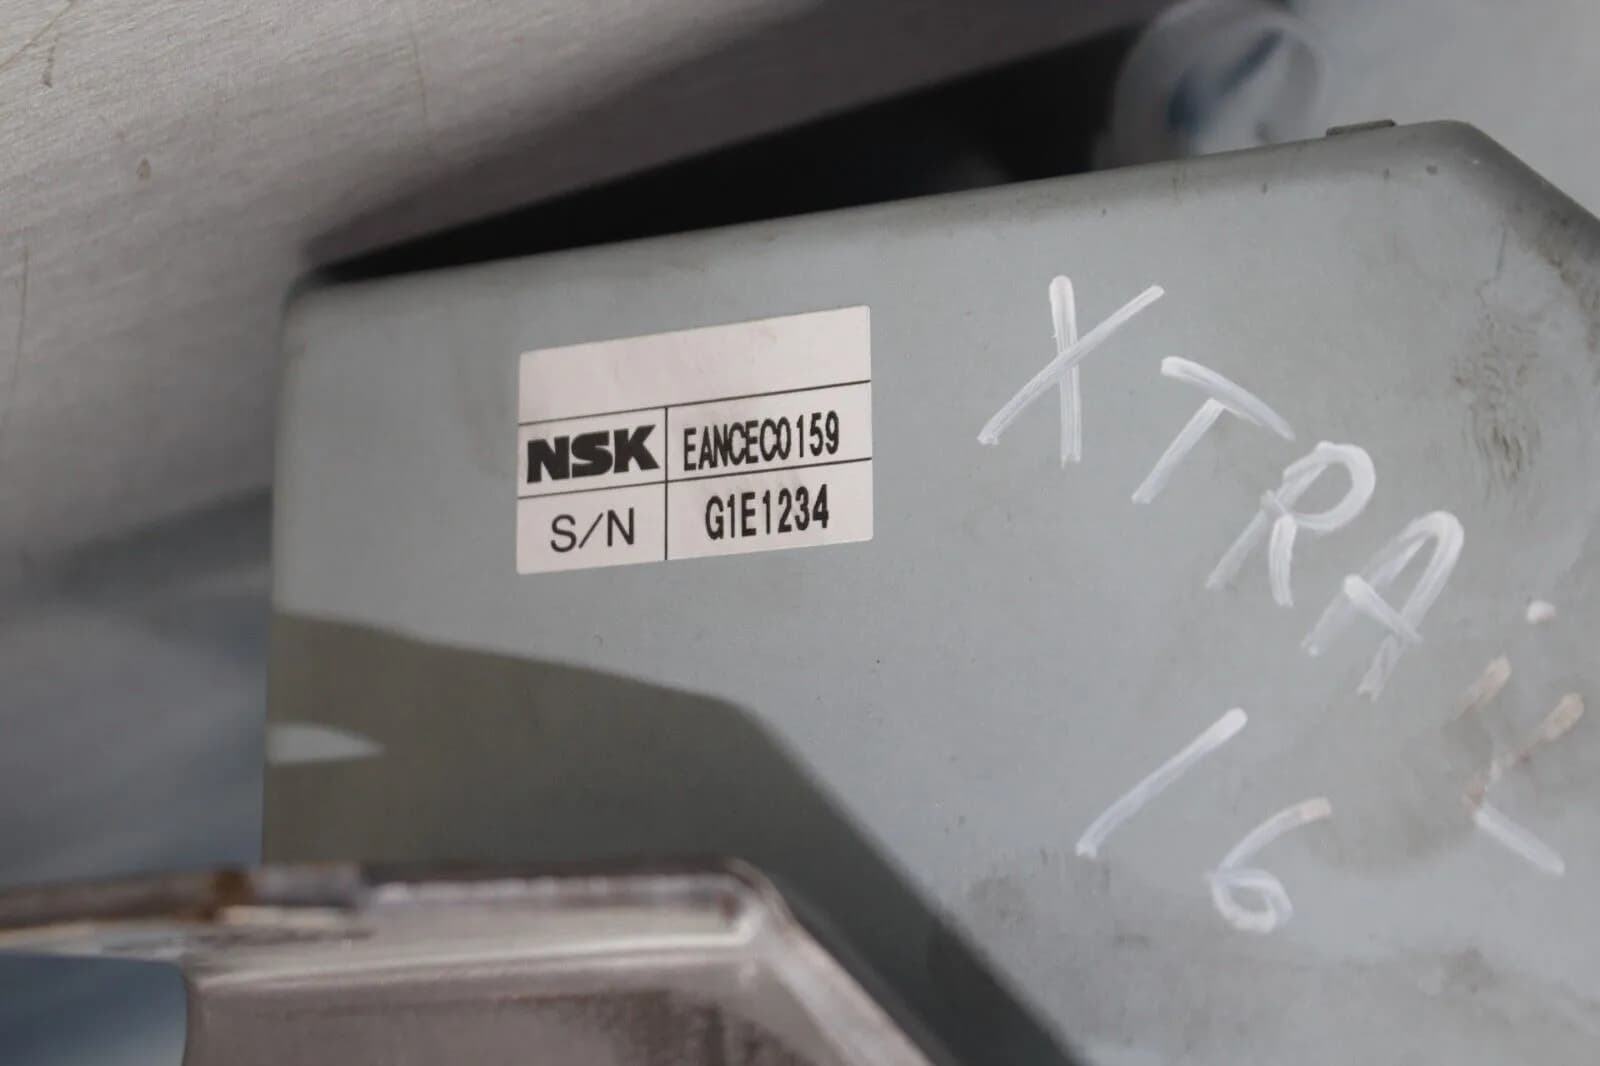 NSK EANCEC0159
S/N G1E1234
XTRAIL
16